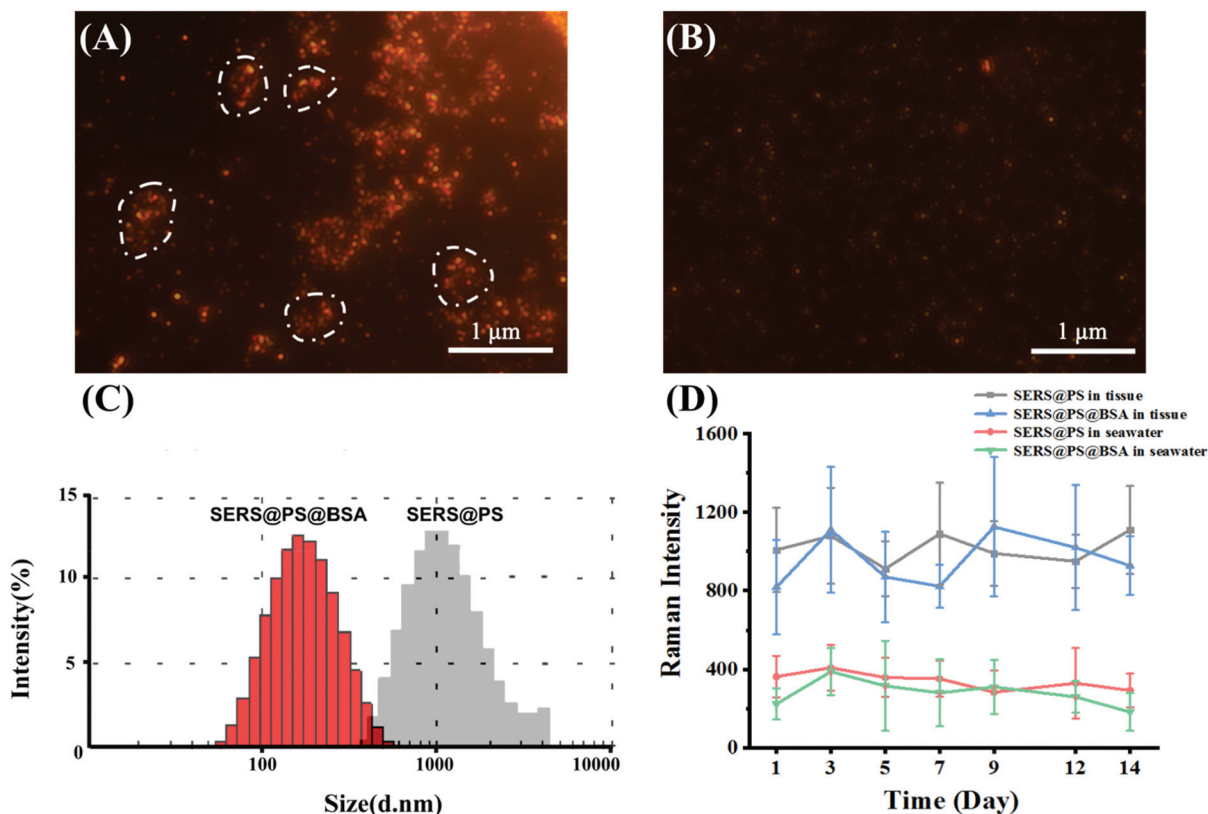 (A)
1 μm
(B)
1 μm
(C)
15
10
5
0
SERS@PS@BSA
SERS@PS
100
1000
10000
Intensity(%)
Size(d.nm)
(D)
SERS@PS in tissue
SERS@PS@BSA in tissue
SERS@PS in seawater
SERS@PS@BSA in seawater
1600
1200
800
400
0
Raman Intensity
1 3 5 7 9 12 14
Time (Day)